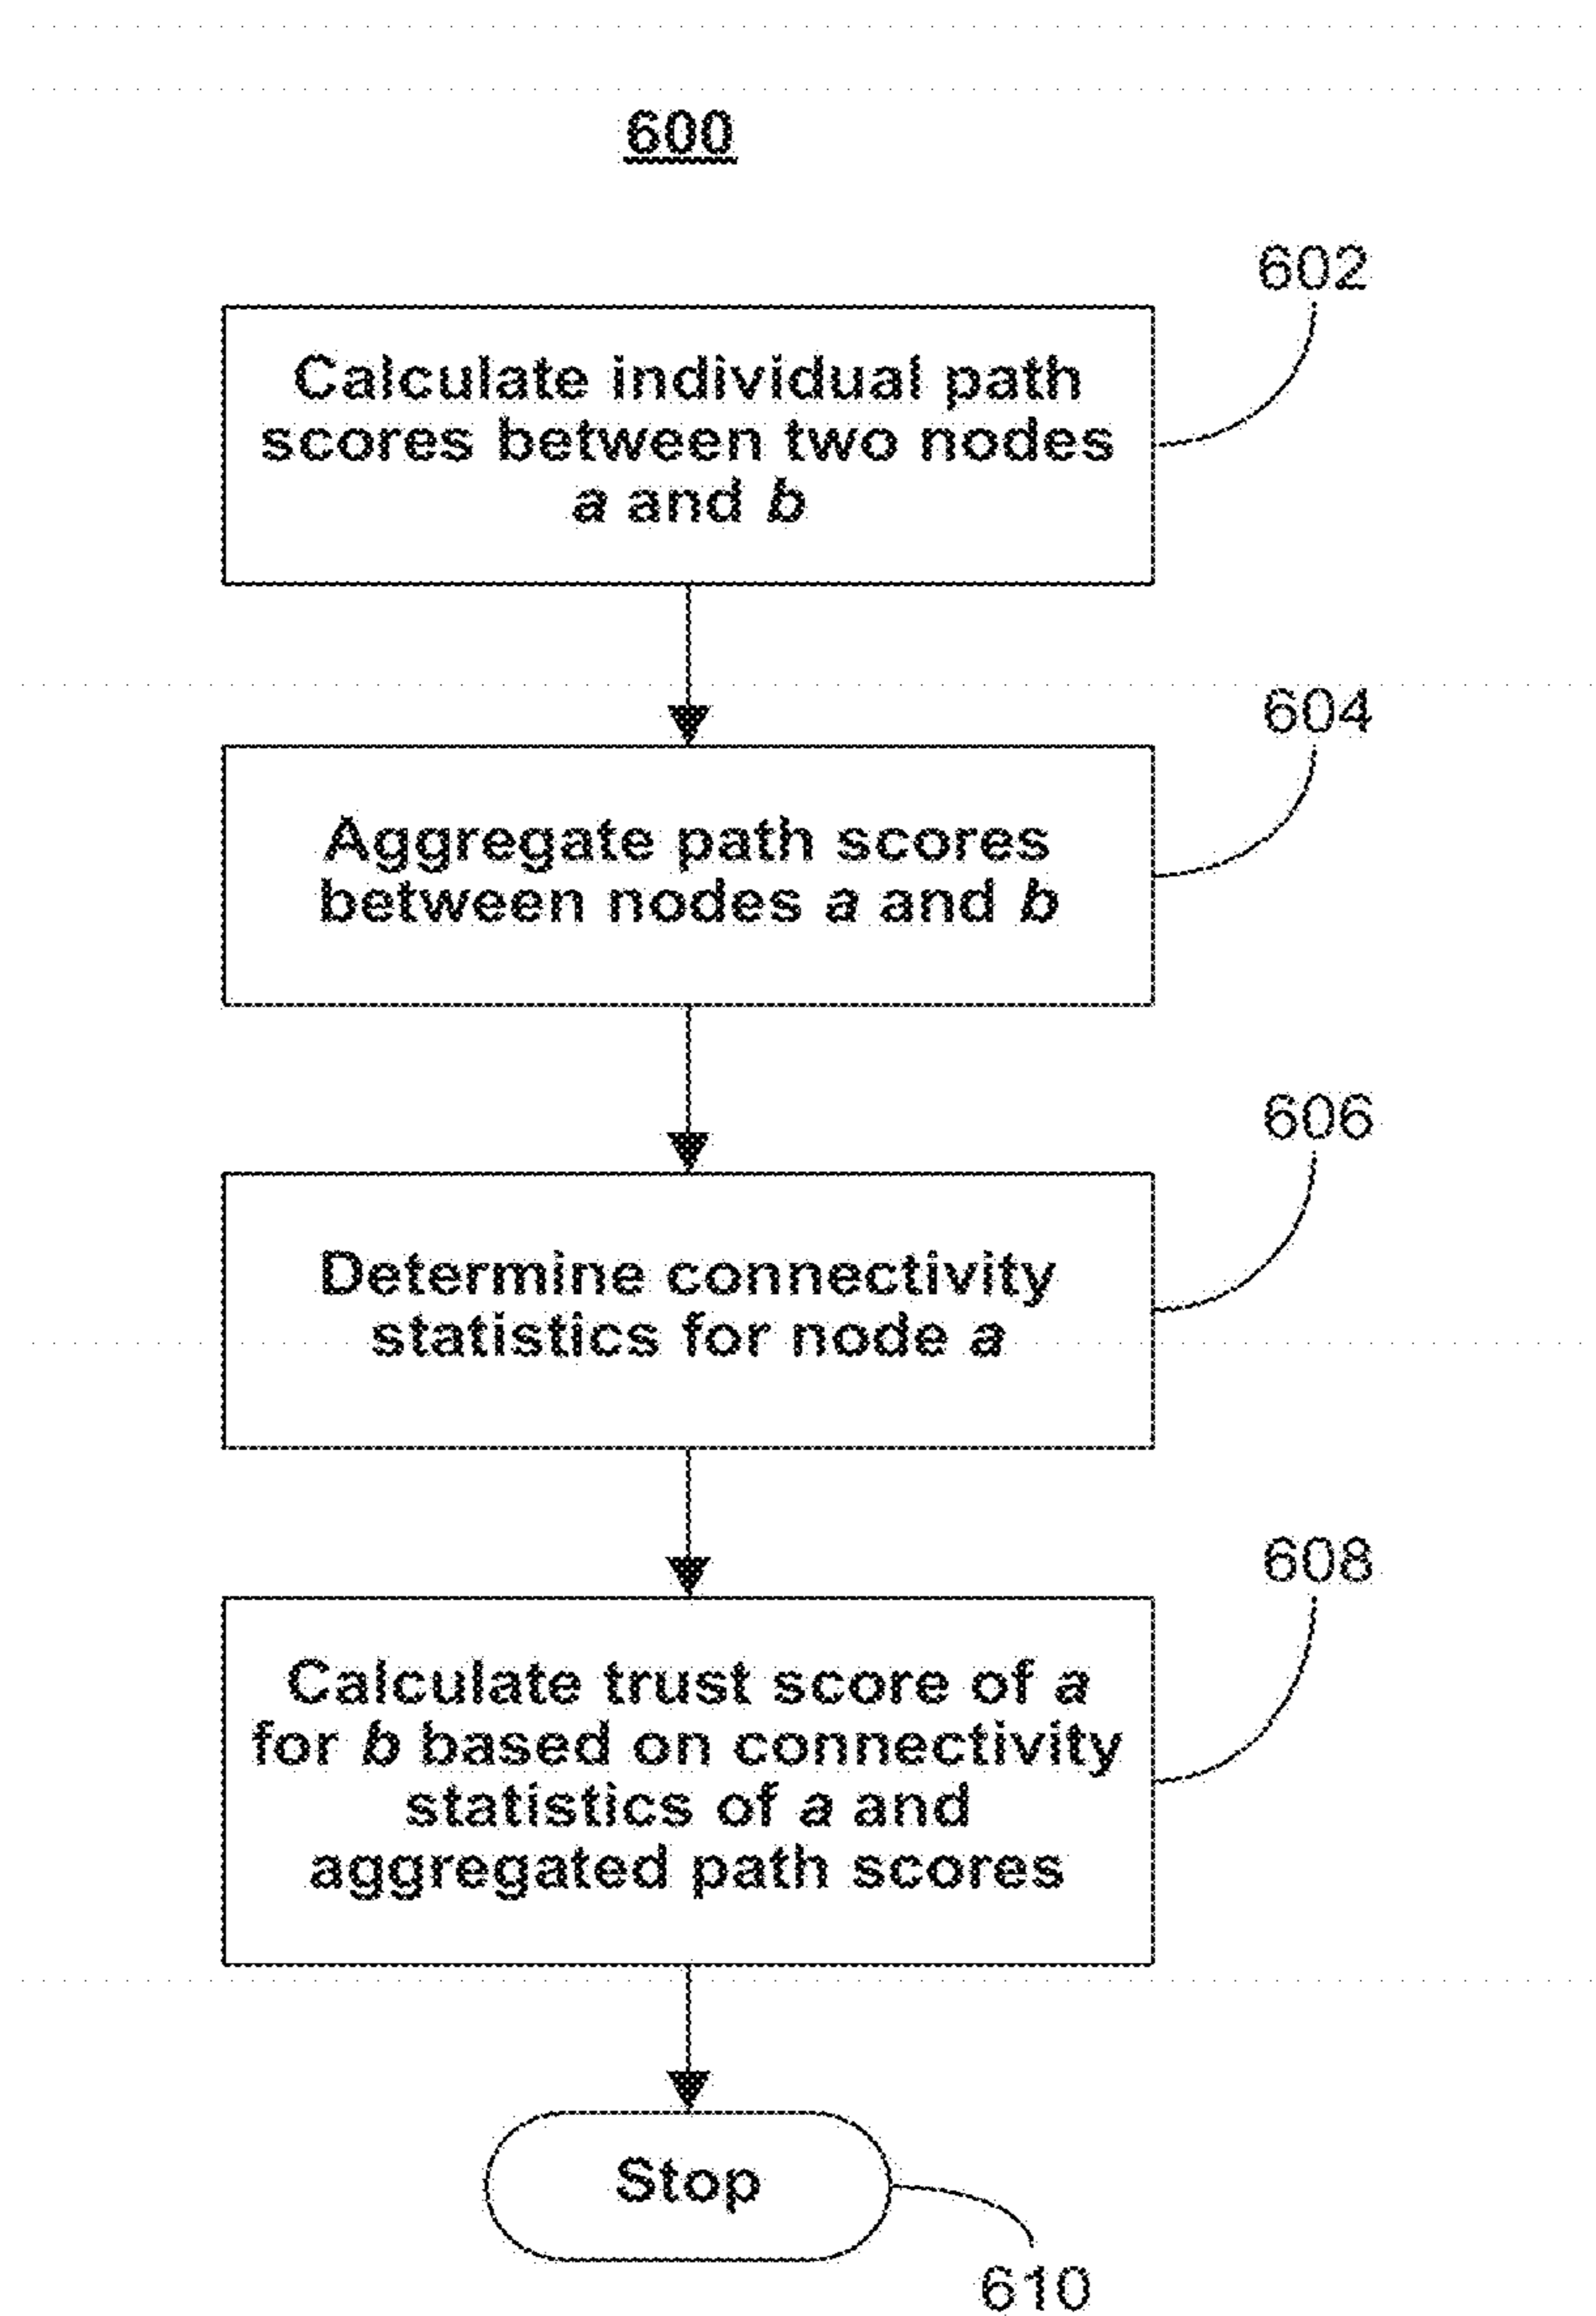 600
602
Calculate individual path
scores between two nodes
a and b
604
Aggregate path scores
between nodes a and b
606
Determine connectivity
statistics for node a
608
Calculate trust score of a
for b based on connectivity
statistics of a and
aggregated path scores
Stop
610